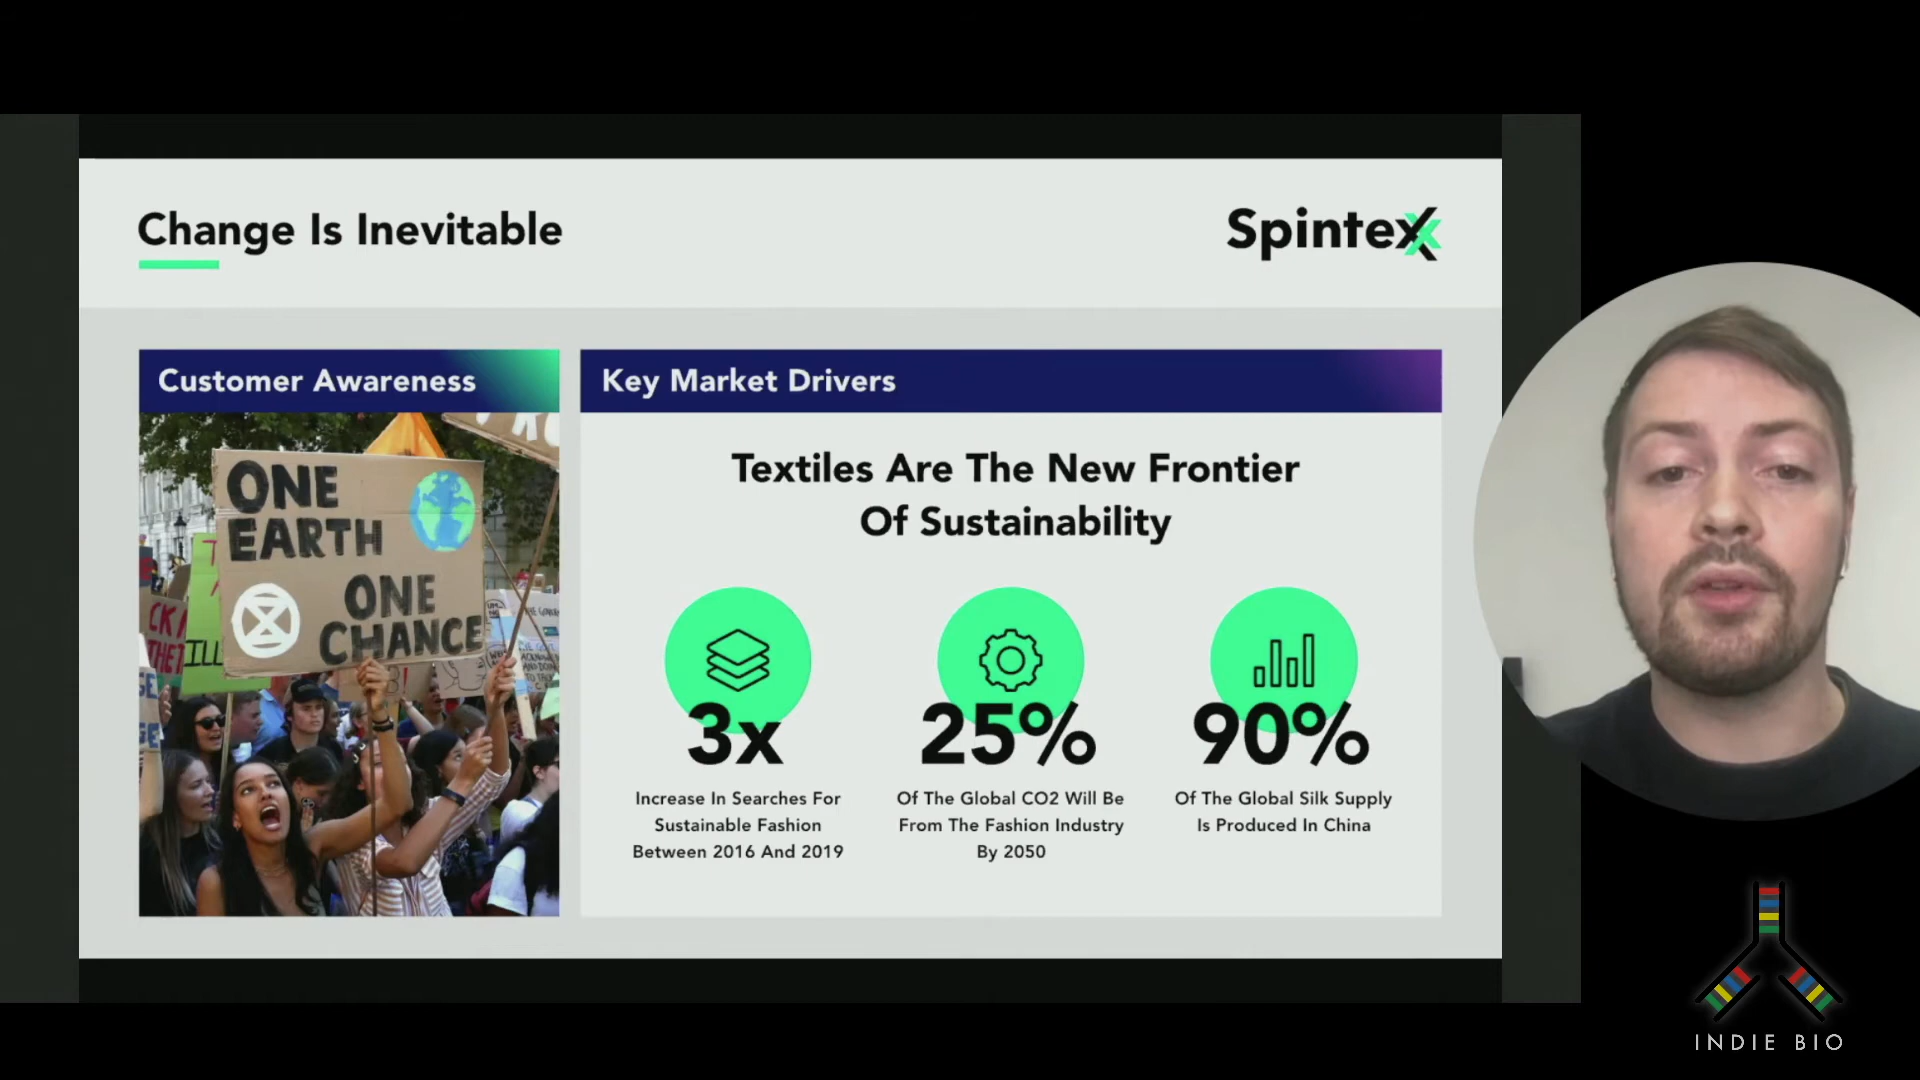 Change Is Inevitable
Spintex
Customer Awareness
ONE
EARTH
ONE
CHANCE
Key Market Drivers
Textiles Are The New Frontier
Of Sustainability
3x
Increase In Searches For
Sustainable Fashion
Between 2016 And 2019
25%
Of The Global CO2 Will Be
From The Fashion Industry
By 2050
90%
Of The Global Silk Supply
Is Produced In China
INDIE BIO